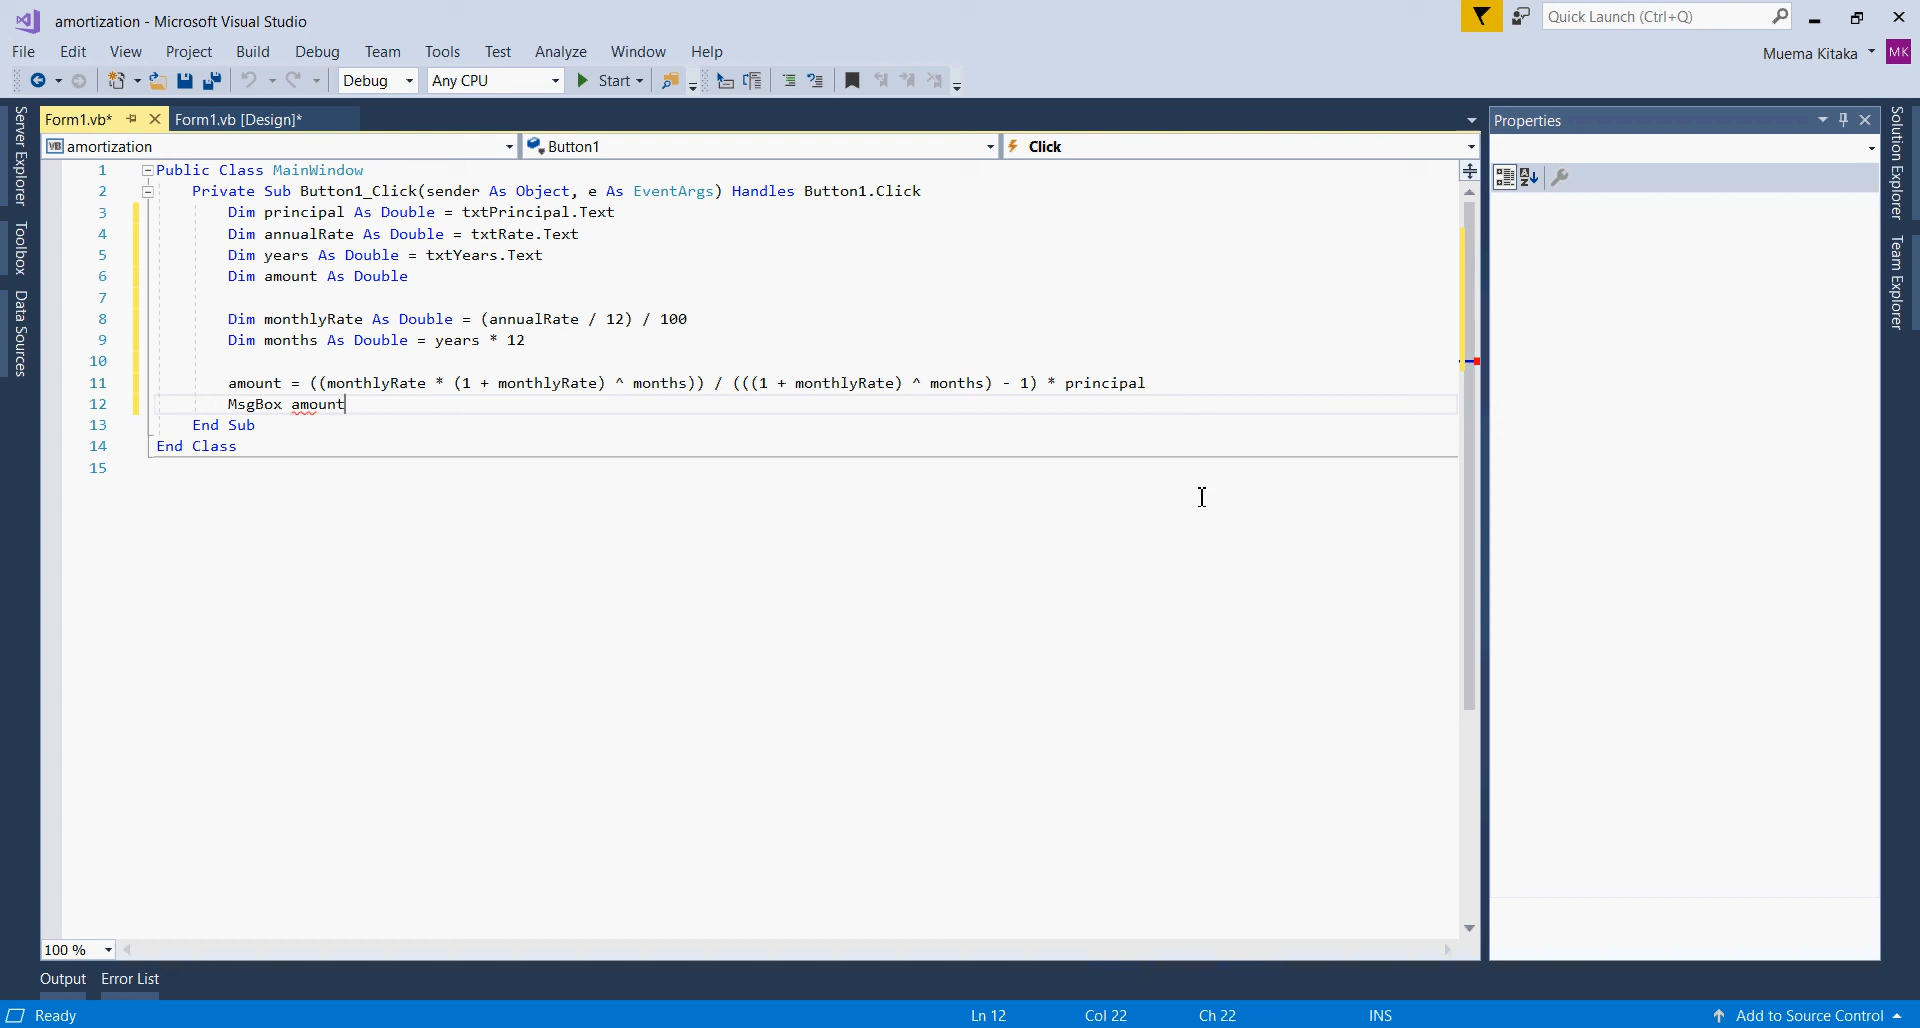 amortization - Microsoft Visual Studio
Quick Launch (Ctrl+Q)
File Edit View Project Build Debug Team Tools Test Analyze Window Help
Muema Kitaka MK
Debug Any CPU Start
Form1.vb* Form1.vb [Design]*
VB amortization Button1 Click
Server Explorer
Toolbox
Data Sources
1 Public Class MainWindow
2 Private Sub Button1_Click(sender As Object, e As EventArgs) Handles Button1.Click
3 Dim principal As Double = txtPrincipal.Text
4 Dim annualRate As Double = txtRate.Text
5 Dim years As Double = txtYears.Text
6 Dim amount As Double
7
8 Dim monthlyRate As Double = (annualRate / 12) / 100
9 Dim months As Double = years * 12
10
11 amount = ((monthlyRate * (1 + monthlyRate) ^ months)) / (((1 + monthlyRate) ^ months) - 1) * principal
12 MsgBox amount
13 End Sub
14 End Class
15
100 %
Properties
Solution Explorer
Team Explorer
Output Error List
Ready Ln 12 Col 22 Ch 22 INS Add to Source Control